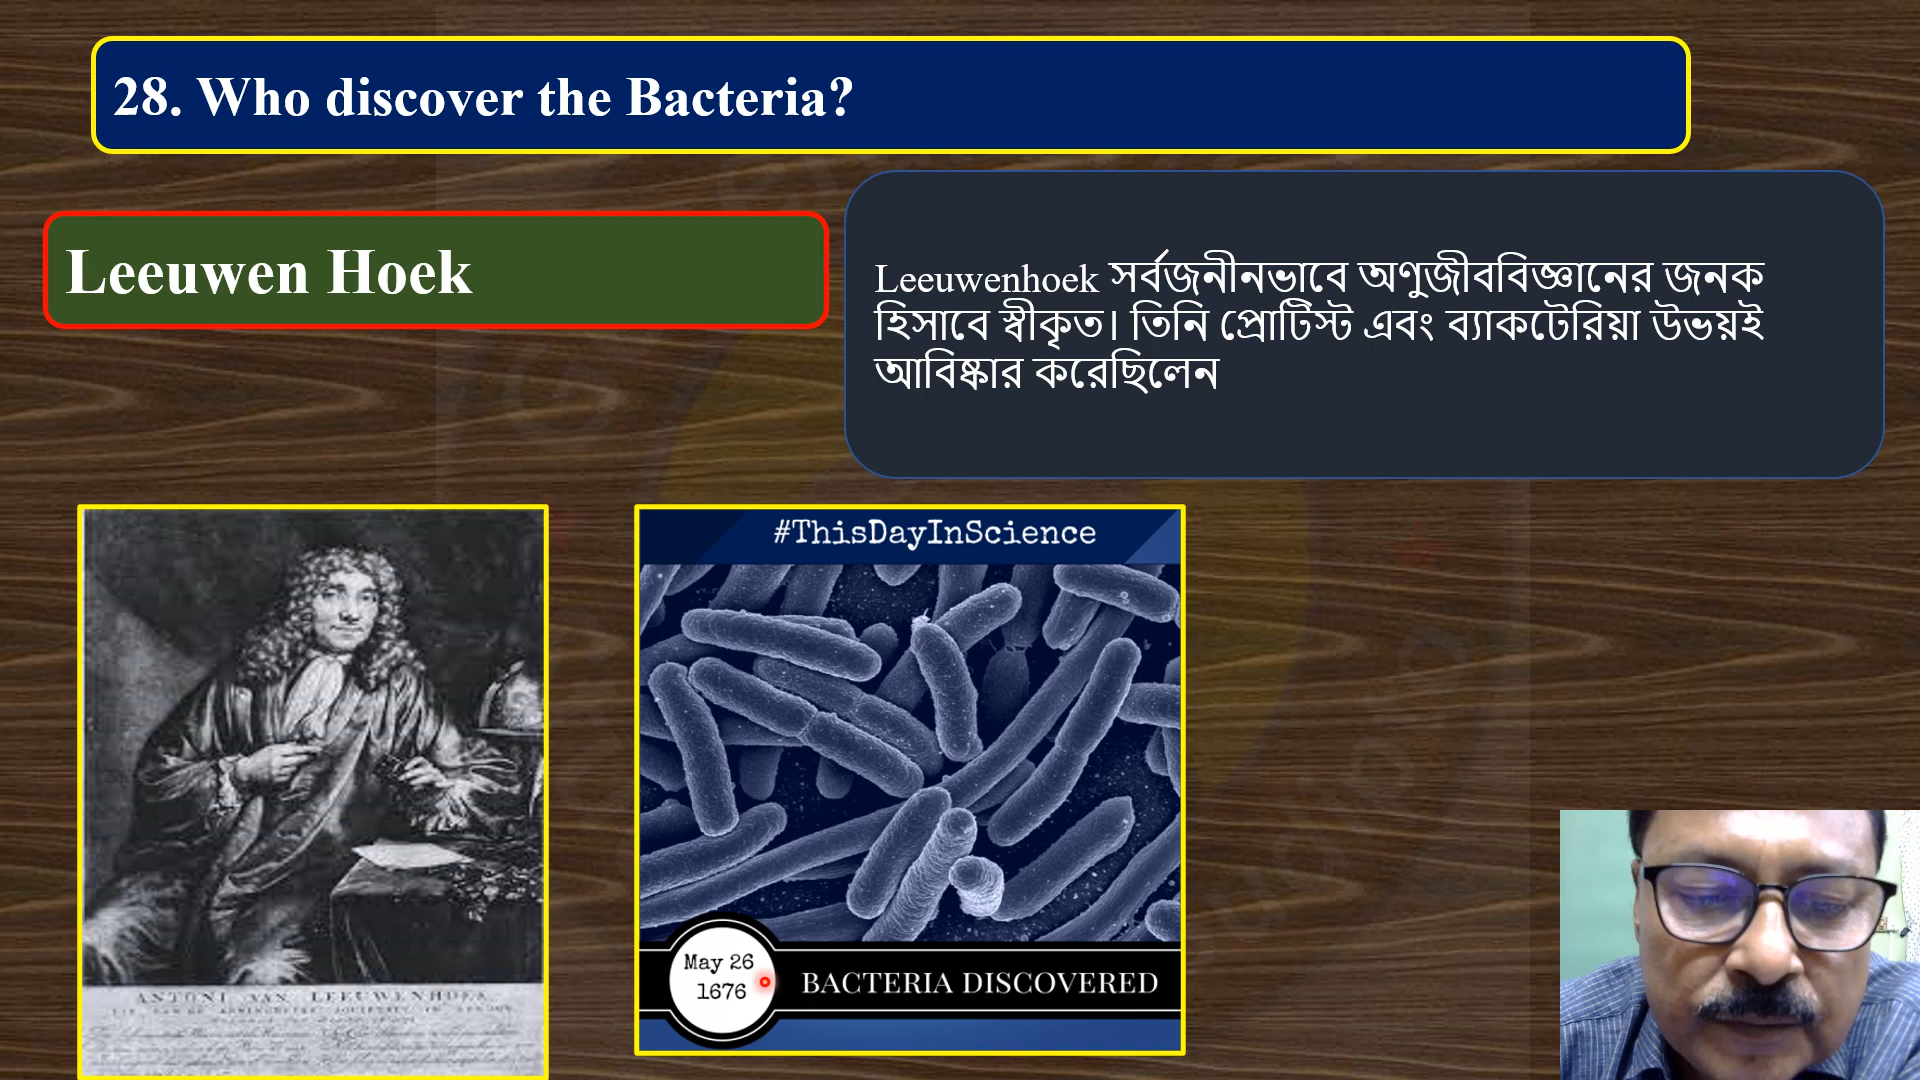 28. Who discover the Bacteria?
Leeuwen Hoek
Leeuwenhoek সর্বজনীনভাবে অণুজীববিজ্ঞানের জনক
হিসাবে স্বীকৃত। তিনি প্রোটিস্ট এবং ব্যাকটেরিয়া উভয়ই
আবিষ্কার করেছিলেন
#ThisDayInScience
May 26
1676
BACTERIA DISCOVERED
ANTONI VAN LEEUWENHOEK